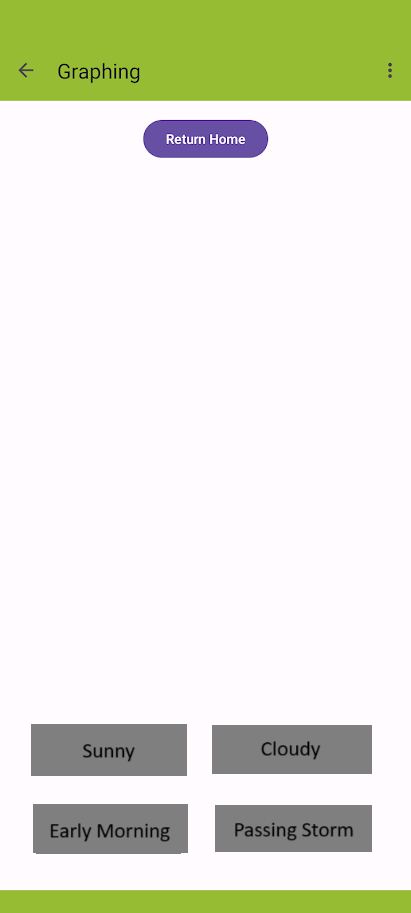 Graphing
Return Home
Sunny
Cloudy
Early Morning
Passing Storm